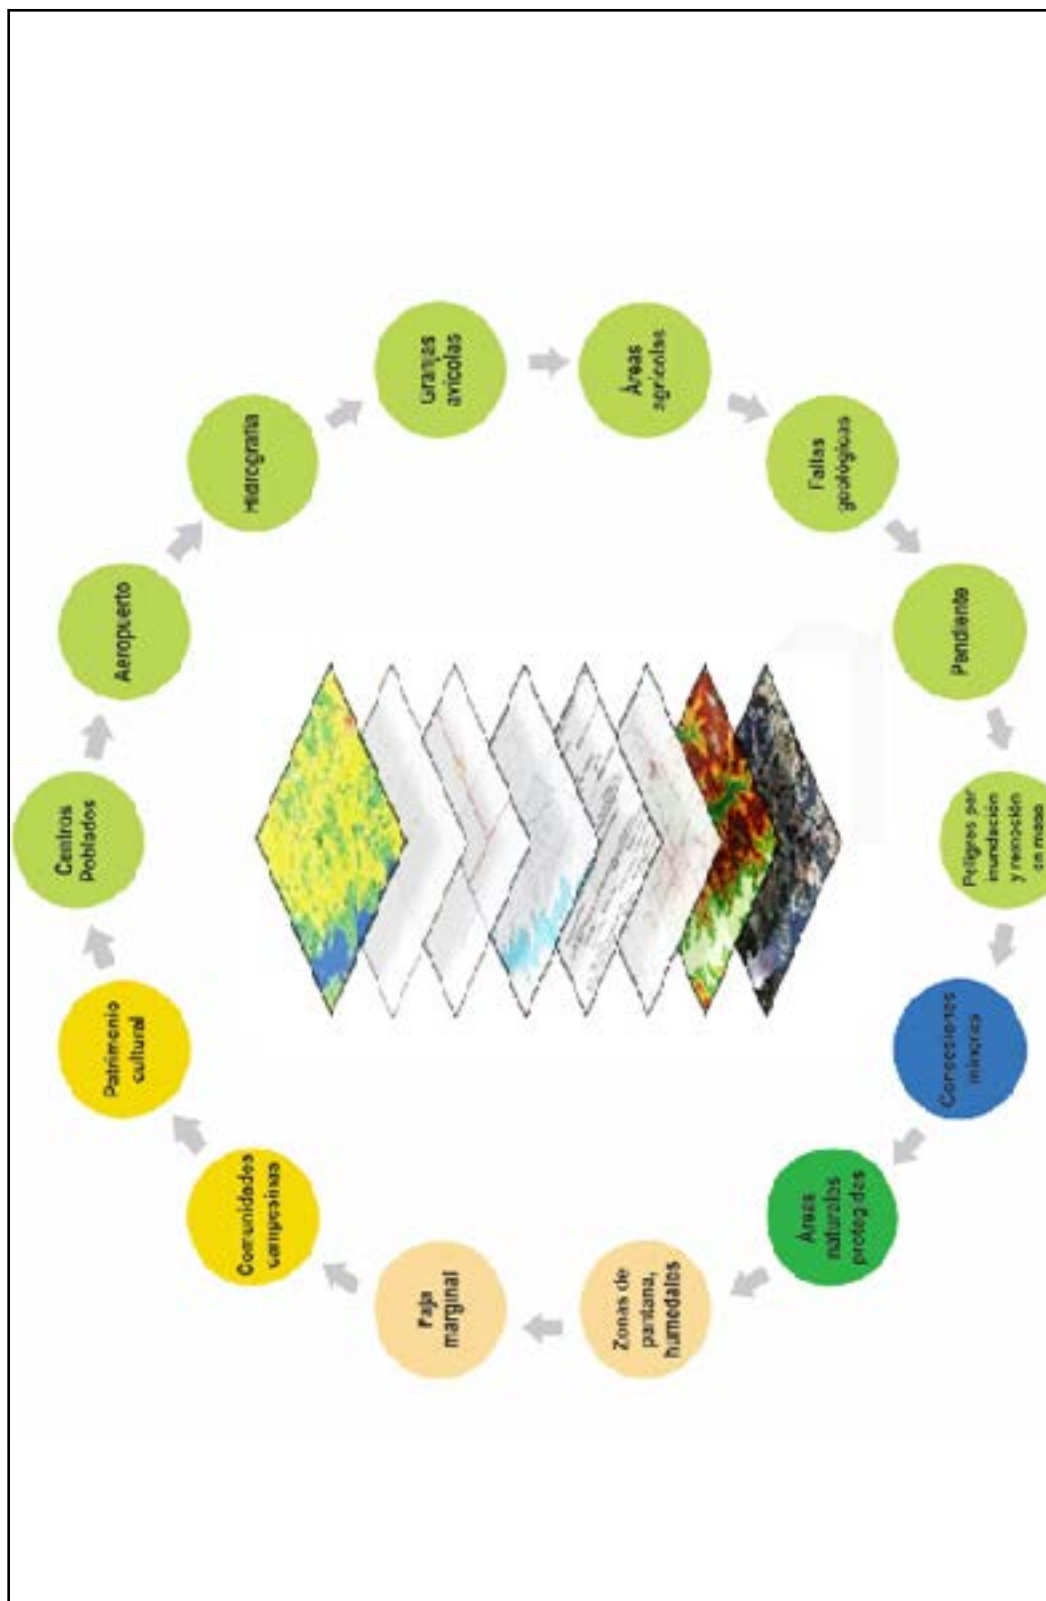 Centros
Poblados
Aeropuerto
Hidrografía
Granjas
avícolas
Áreas
agrícolas
Fallas
geológicas
Pendiente
Peligros por
inundación
y remoción
en masa
Concesiones
mineras
Áreas
naturales
protegidas
Zonas de
pantano,
humedales
Faja
marginal
Comunidades
campesinas
Patrimonio
cultural